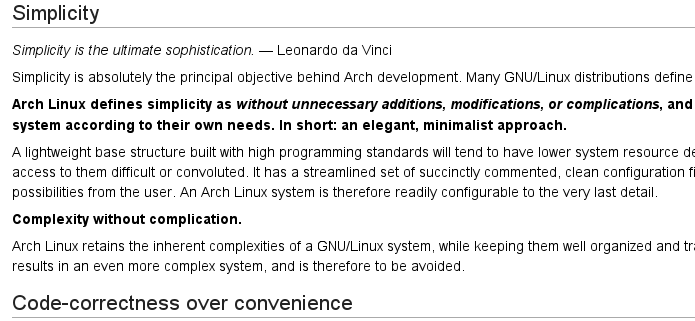 Simplicity
Simplicity is the ultimate sophistication. — Leonardo da Vinci
Simplicity is absolutely the principal objective behind Arch development. Many GNU/Linux distributions define
Arch Linux defines simplicity as without unnecessary additions, modifications, or complications, and
system according to their own needs. In short: an elegant, minimalist approach.
A lightweight base structure built with high programming standards will tend to have lower system resource de
access to them difficult or convoluted. It has a streamlined set of succinctly commented, clean configuration fi
possibilities from the user. An Arch Linux system is therefore readily configurable to the very last detail.
Complexity without complication.
Arch Linux retains the inherent complexities of a GNU/Linux system, while keeping them well organized and tra
results in an even more complex system, and is therefore to be avoided.
Code-correctness over convenience